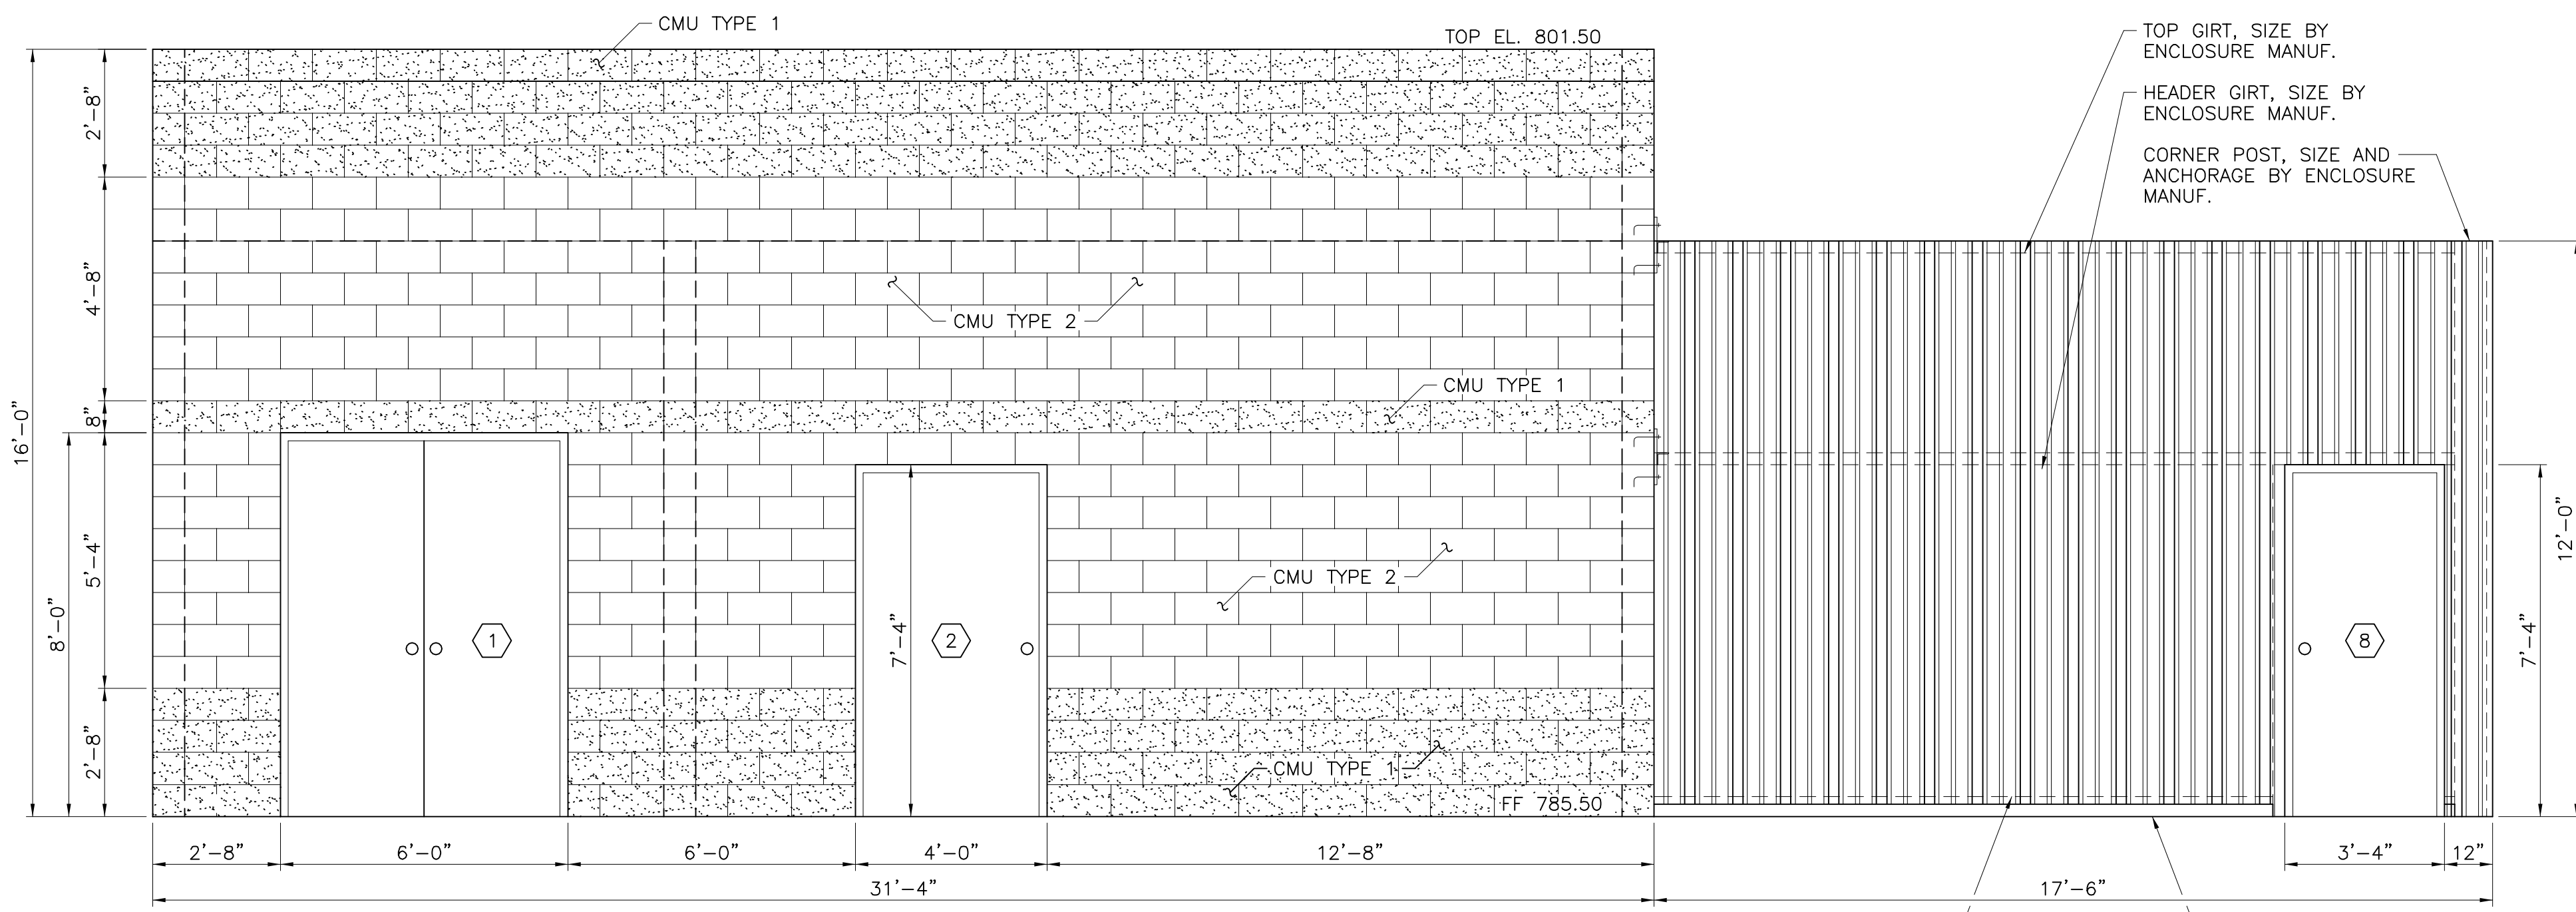 CMU TYPE 1
TOP EL. 801.50
TOP GIRT, SIZE BY
ENCLOSURE MANUF.
HEADER GIRT, SIZE BY
ENCLOSURE MANUF.
CORNER POST, SIZE AND
ANCHORAGE BY ENCLOSURE
MANUF.
2'-8"
4'-8"
CMU TYPE 2
CMU TYPE 1
8"
16'-0"
5'-4"
8'-0"
2'-8"
CMU TYPE 2
1
2
7'-4"
8
12'-0"
7'-4"
CMU TYPE 1
FF 785.50
2'-8"
6'-0"
6'-0"
4'-0"
12'-8"
3'-4"
12"
31'-4"
17'-6"